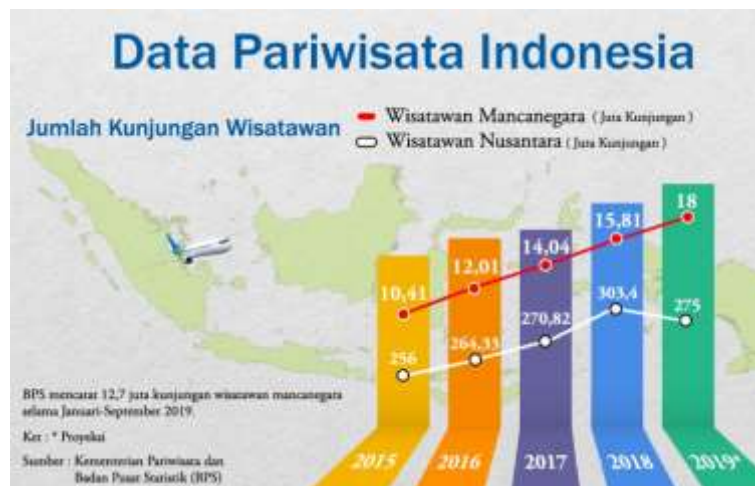 Data Pariwisata Indonesia
Jumlah Kunjungan Wisatawan
Wisatawan Mancanegara ( Juta Kunjungan )
Wisatawan Nusantara ( Juta Kunjungan )
10,41
12,01
14,04
15,81
18
256
264,33
270,82
303,4
275
BPS mencatat 12,7 juta kunjungan wisatawan mancanegara
selama Januari-September 2019.
Ket : * Proyeksi
Sumber : Kementerian Pariwisata dan
Badan Pusat Statistik (BPS)
2015
2016
2017
2018
2019*